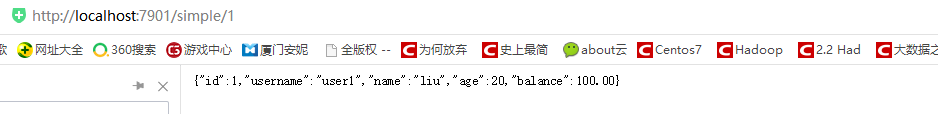 http://localhost:7901/simple/1
歌 网址大全 360搜索 游戏中心 厦门安妮 全版权 -- 为何放弃 史上最简 about云 Centos7 Hadoop 2.2 Had 大数据之
{"id":1,"username":"user1","name":"liu","age":20,"balance":100.00}